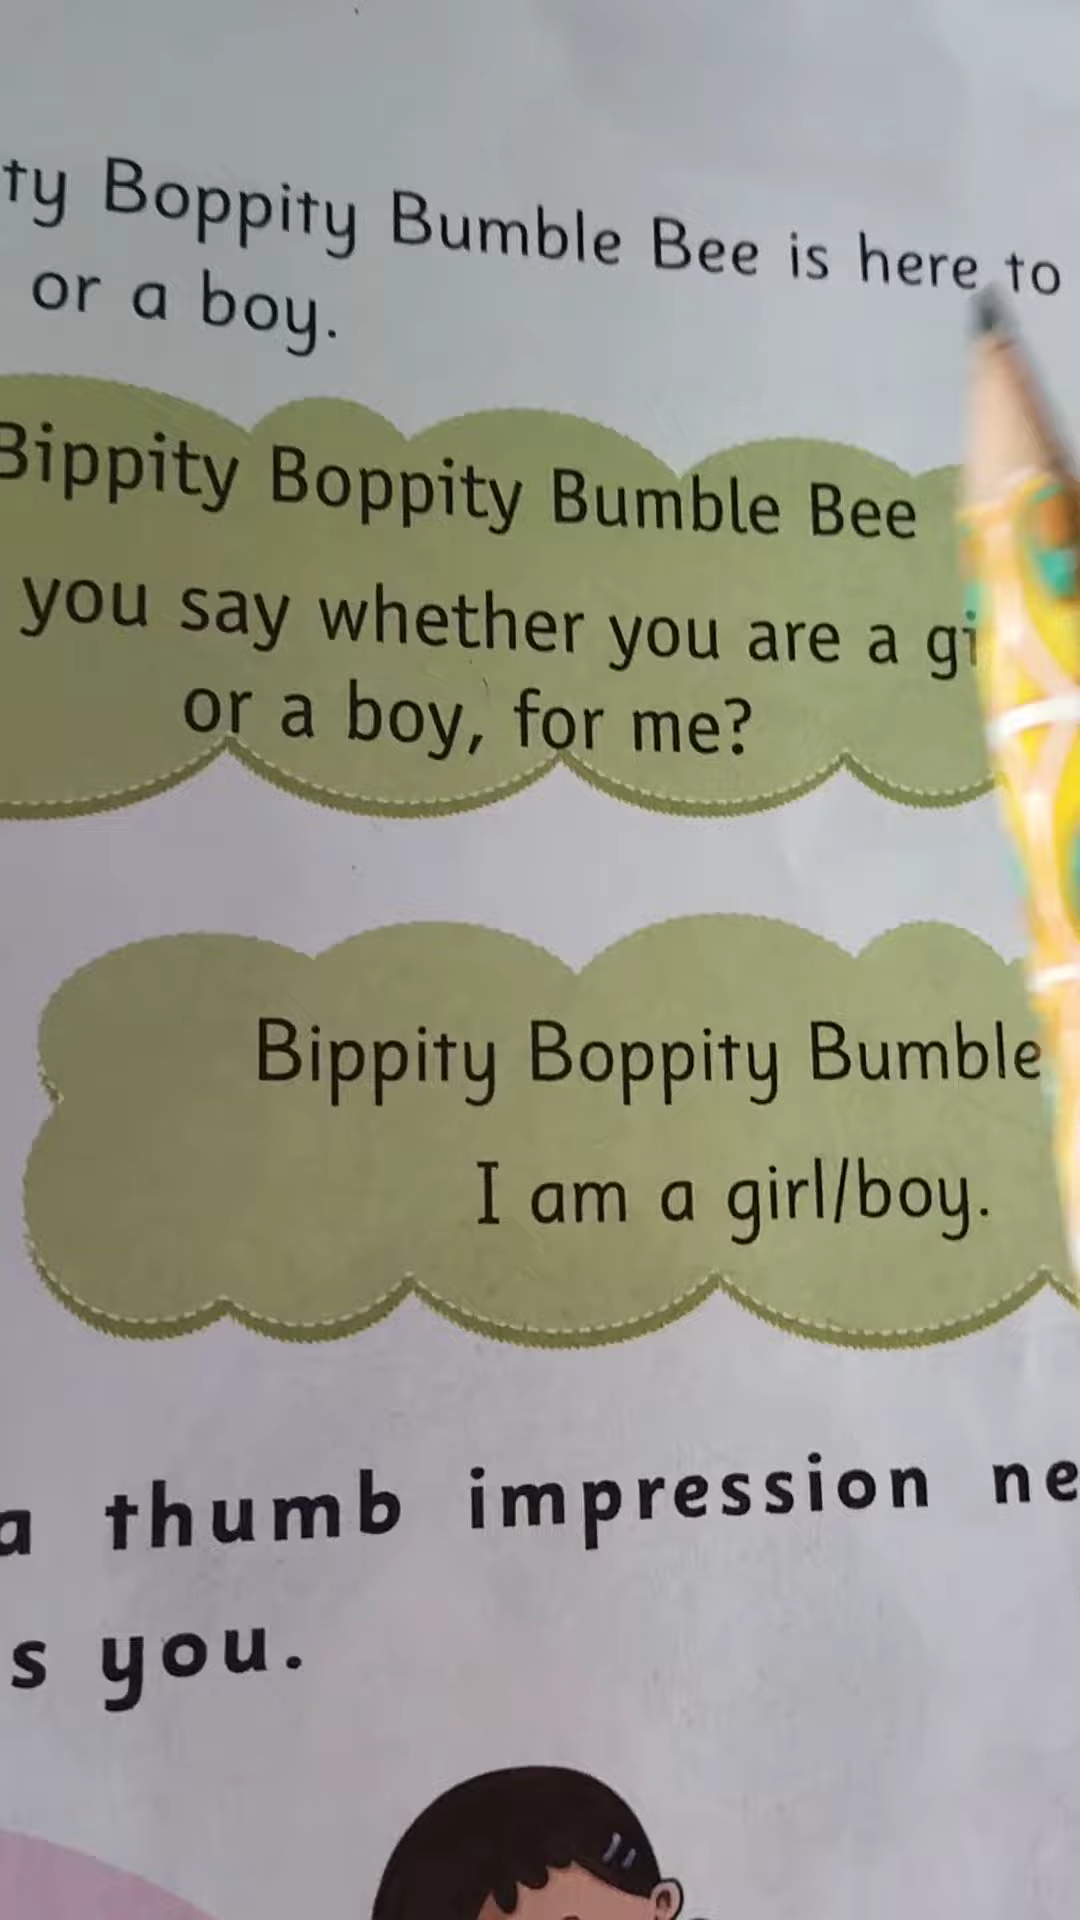 ty Boppity Bumble Bee is here to
or a boy.
Bippity Boppity Bumble Bee
you say whether you are a gi
or a boy, for me?
Bippity Boppity Bumble
I am a girl/boy.
a thumb impression ne
s you.